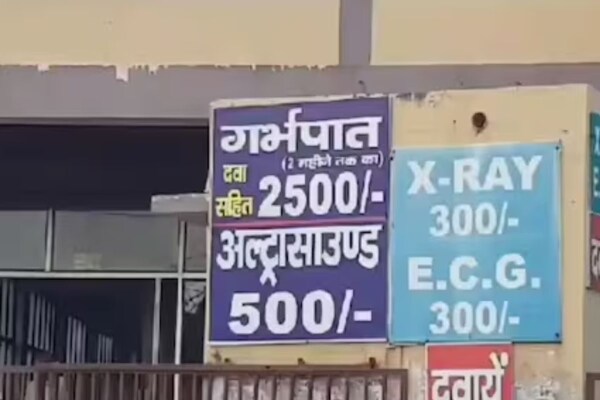 गर्भपात
(2 महीने तक का)
दवा
सहित 2500/-
अल्ट्रासाउण्ड
500/-
X-RAY
300/-
E.C.G.
300/-
दवायें